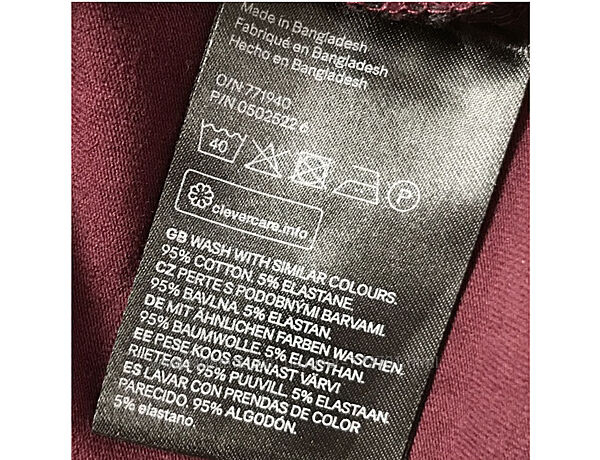 Made in Bangladesh
Fabriqué en Bangladesh
Hecho en Bangladesh
O/N 771940
P/N 0502522 6
40
P
clevercare.info
GB WASH WITH SIMILAR COLOURS.
95% COTTON, 5% ELASTANE
CZ PERTE S PODOBNÝMI BARVAMI.
95% BAVLNA, 5% ELASTAN.
DE MIT ÄHNLICHEN FARBEN WASCHEN.
95% BAUMWOLLE, 5% ELASTHAN.
EE PESE KOOS SARNAST VÄRVI
RIIETEGA. 95% PUUVILL, 5% ELASTAAN.
ES LAVAR CON PRENDAS DE COLOR
PARECIDO. 95% ALGODÓN,
5% elastano.